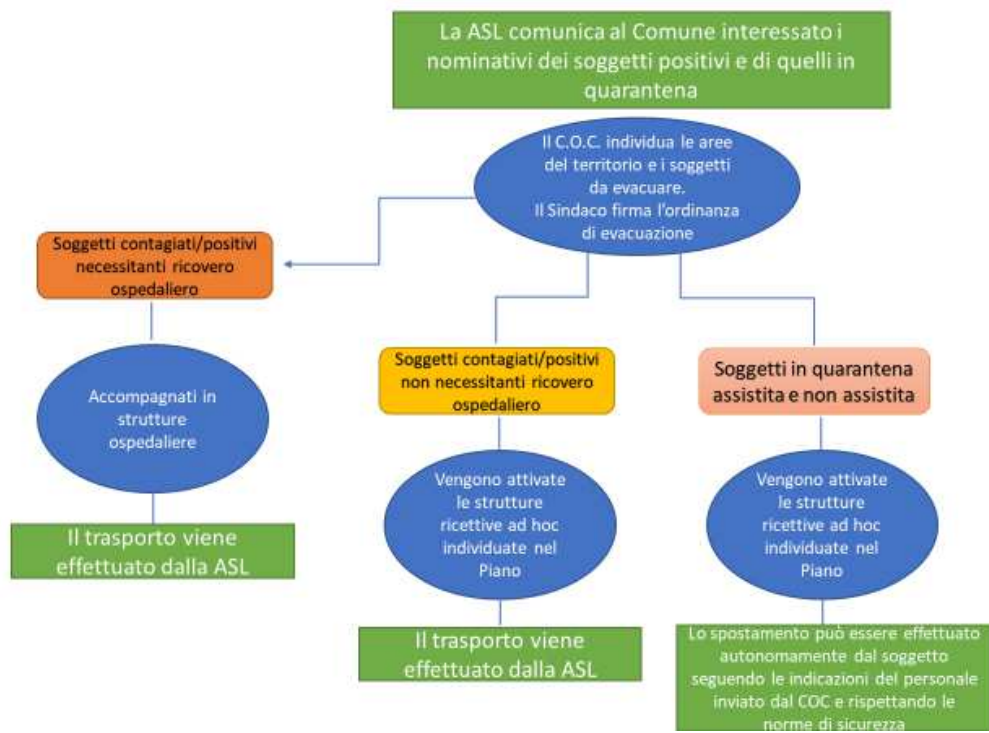 La ASL comunica al Comune interessato i
nominativi dei soggetti positivi e di quelli in
quarantena
Il C.O.C. individua le aree
del territorio e i soggetti
da evacuare.
Il Sindaco firma l'ordinanza
di evacuazione
Soggetti contagiati/positivi
necessitanti ricovero
ospedaliero
Accompagnati in
strutture
ospedaliere
Il trasporto viene
effettuato dalla ASL
Soggetti contagiati/positivi
non necessitanti ricovero
ospedaliero
Vengono attivate
le strutture
ricettive ad hoc
individuate nel
Piano
Il trasporto viene
effettuato dalla ASL
Soggetti in quarantena
assistita e non assistita
Vengono attivate
le strutture
ricettive ad hoc
individuate nel
Piano
Lo spostamento può essere effettuato
autonomamente dal soggetto
seguendo le indicazioni del personale
inviato dal COC e rispettando le
norme di sicurezza